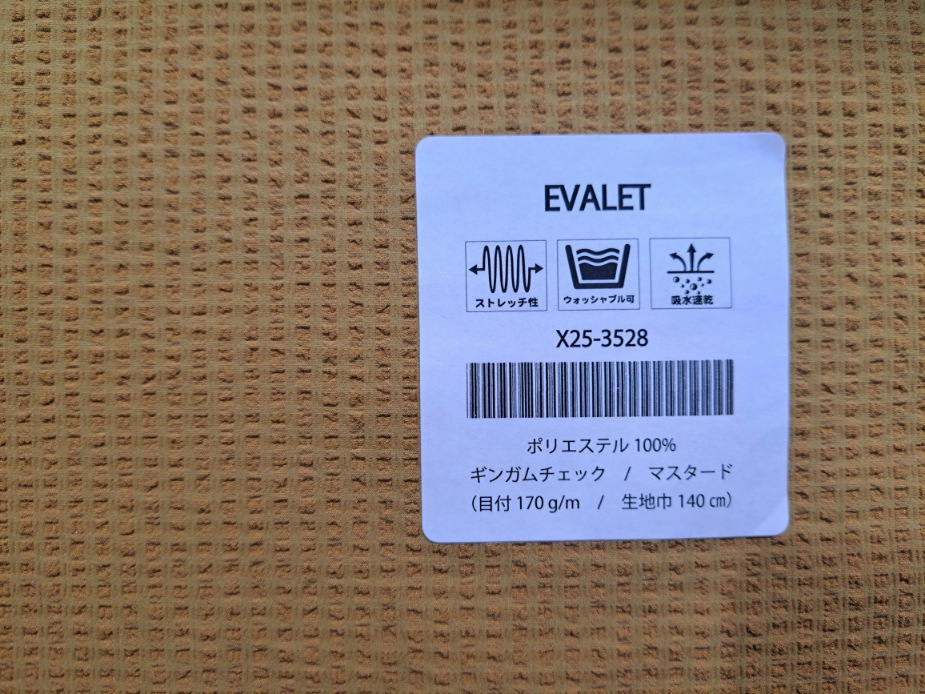 EVALET
ストレッチ性 ウォッシャブル可 吸水速乾
X25-3528
ポリエステル 100%
ギンガムチェック / マスタード
(目付 170 g/m / 生地巾 140 ㎝)